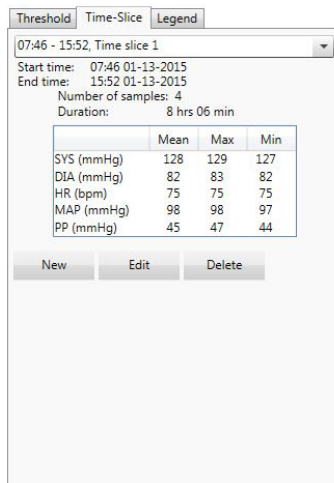 Threshold Time-Slice Legend
07:46 - 15:52, Time slice 1
Start time: 07:46 01-13-2015
End time: 15:52 01-13-2015
Number of samples: 4
Duration: 8 hrs 06 min
Mean Max Min
SYS (mmHg) 128 129 127
DIA (mmHg) 82 83 82
HR (bpm) 75 75 75
MAP (mmHg) 98 98 97
PP (mmHg) 45 47 44
New Edit Delete